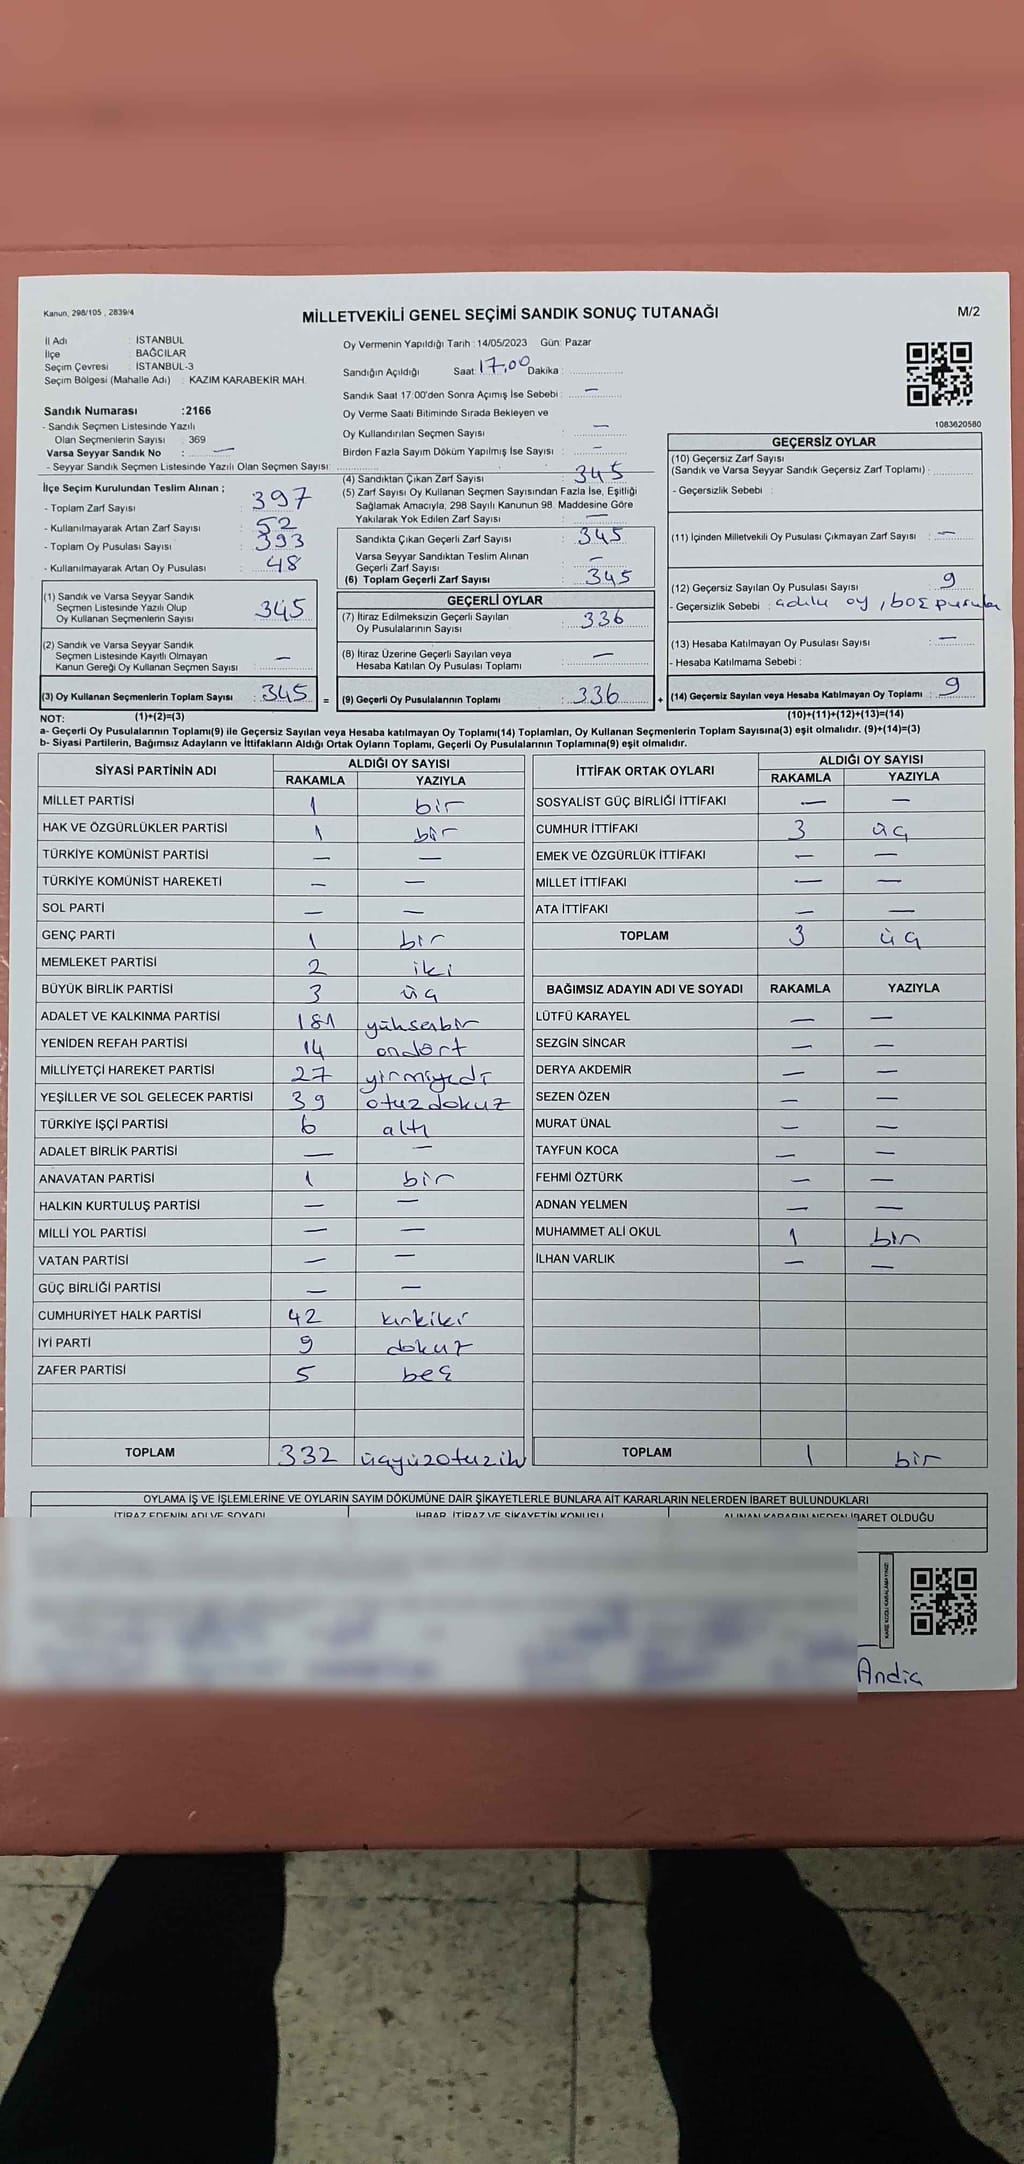 Kanun, 298/105 , 2839/4
MİLLETVEKİLİ GENEL SEÇİMİ SANDIK SONUÇ TUTANAĞI
M/2
İl Adı : İSTANBUL
İlçe : BAĞCILAR
Seçim Çevresi : İSTANBUL-3
Seçim Bölgesi (Mahalle Adı) : KAZIM KARABEKİR MAH.
Sandık Numarası :2166
- Sandık Seçmen Listesinde Yazılı
Olan Seçmenlerin Sayısı : 369
Varsa Seyyar Sandık No : —
- Seyyar Sandık Seçmen Listesinde Yazılı Olan Seçmen Sayısı:
İlçe Seçim Kurulundan Teslim Alınan ;
- Toplam Zarf Sayısı : 397
- Kullanılmayarak Artan Zarf Sayısı : 52
- Toplam Oy Pusulası Sayısı : 393
- Kullanılmayarak Artan Oy Pusulası : 48
Oy Vermenin Yapıldığı Tarih : 14/05/2023 Gün: Pazar
Sandığın Açıldığı Saat: 17,00 Dakika :
Sandık Saat 17:00'den Sonra Açımış İse Sebebi : —
Oy Verme Saati Bitiminde Sırada Bekleyen ve
Oy Kullandırılan Seçmen Sayısı : —
Birden Fazla Sayım Döküm Yapılmış İse Sayısı : —
(4) Sandıktan Çıkan Zarf Sayısı : 345
(5) Zarf Sayısı Oy Kullanan Seçmen Sayısından Fazla İse, Eşitliği
Sağlamak Amacıyla, 298 Sayılı Kanunun 98. Maddesine Göre
Yakılarak Yok Edilen Zarf Sayısı : —
Sandıkta Çıkan Geçerli Zarf Sayısı : 345
Varsa Seyyar Sandıktan Teslim Alınan
Geçerli Zarf Sayısı : —
(6) Toplam Geçerli Zarf Sayısı : 345
1083620580
GEÇERSİZ OYLAR
(10) Geçersiz Zarf Sayısı
(Sandık ve Varsa Seyyar Sandık Geçersiz Zarf Toplamı) :
- Geçersizlik Sebebi :
(11) İçinden Milletvekili Oy Pusulası Çıkmayan Zarf Sayısı : —
(12) Geçersiz Sayılan Oy Pusulası Sayısı : 9
- Geçersizlik Sebebi : oy , boş pusula
(13) Hesaba Katılmayan Oy Pusulası Sayısı : —
- Hesaba Katılmama Sebebi :
(14) Geçersiz Sayılan veya Hesaba Katılmayan Oy Toplamı : 9
(1) Sandık ve Varsa Seyyar Sandık
Seçmen Listesinde Yazılı Olup
Oy Kullanan Seçmenlerin Sayısı : 345
(2) Sandık ve Varsa Seyyar Sandık
Seçmen Listesinde Kayıtlı Olmayan
Kanun Gereği Oy Kullanan Seçmen Sayısı : —
(3) Oy Kullanan Seçmenlerin Toplam Sayısı : 345 =
GEÇERLİ OYLAR
(7) İtiraz Edilmeksizin Geçerli Sayılan
Oy Pusulalarının Sayısı : 336
(8) İtiraz Üzerine Geçerli Sayılan veya
Hesaba Katılan Oy Pusulası Toplamı : —
(9) Geçerli Oy Pusulalarının Toplamı : 336 +
NOT: (1)+(2)=(3) (10)+(11)+(12)+(13)=(14)
a- Geçerli Oy Pusulalarının Toplamı(9) ile Geçersiz Sayılan veya Hesaba katılmayan Oy Toplamı(14) Toplamları, Oy Kullanan Seçmenlerin Toplam Sayısına(3) eşit olmalıdır. (9)+(14)=(3)
b- Siyasi Partilerin, Bağımsız Adayların ve İttifakların Aldığı Ortak Oyların Toplamı, Geçerli Oy Pusulalarının Toplamına(9) eşit olmalıdır.
SİYASİ PARTİNİN ADI ALDIĞI OY SAYISI
RAKAMLA YAZIYLA
MİLLET PARTİSİ 1 bir
HAK VE ÖZGÜRLÜKLER PARTİSİ 1 bir
TÜRKİYE KOMÜNİST PARTİSİ — —
TÜRKİYE KOMÜNİST HAREKETİ — —
SOL PARTİ — —
GENÇ PARTİ 1 bir
MEMLEKET PARTİSİ 2 iki
BÜYÜK BİRLİK PARTİSİ 3 üç
ADALET VE KALKINMA PARTİSİ 181 yükserbir
YENİDEN REFAH PARTİSİ 14 ondört
MİLLİYETÇİ HAREKET PARTİSİ 27 yirmiyedi
YEŞİLLER VE SOL GELECEK PARTİSİ 39 otuzdokuz
TÜRKİYE İŞÇİ PARTİSİ 6 altı
ADALET BİRLİK PARTİSİ — —
ANAVATAN PARTİSİ 1 bir
HALKIN KURTULUŞ PARTİSİ — —
MİLLİ YOL PARTİSİ — —
VATAN PARTİSİ — —
GÜÇ BİRLİĞİ PARTİSİ — —
CUMHURİYET HALK PARTİSİ 42 kırkiki
İYİ PARTİ 9 dokuz
ZAFER PARTİSİ 5 beş
TOPLAM 332 üçyüzotuziki
İTTİFAK ORTAK OYLARI ALDIĞI OY SAYISI
RAKAMLA YAZIYLA
SOSYALİST GÜÇ BİRLİĞİ İTTİFAKI — —
CUMHUR İTTİFAKI 3 üç
EMEK VE ÖZGÜRLÜK İTTİFAKI — —
MİLLET İTTİFAKI — —
ATA İTTİFAKI — —
TOPLAM 3 üç
BAĞIMSIZ ADAYIN ADI VE SOYADI RAKAMLA YAZIYLA
LÜTFÜ KARAYEL — —
SEZGİN SİNCAR — —
DERYA AKDEMİR — —
SEZEN ÖZEN — —
MURAT ÜNAL — —
TAYFUN KOCA — —
FEHMİ ÖZTÜRK — —
ADNAN YELMEN — —
MUHAMMET ALİ OKUL 1 bir
İLHAN VARLIK — —
TOPLAM 1 bir
OYLAMA İŞ VE İŞLEMLERİNE VE OYLARIN SAYIM DÖKÜMÜNE DAİR ŞİKAYETLERLE BUNLARA AİT KARARLARIN NELERDEN İBARET BULUNDUKLARI
İTİRAZ EDENİN ADI VE SOYADI İHBAR, İTİRAZ VE ŞİKAYETİN KONUSU ALINAN KARARIN NEDEN İBARET OLDUĞU
KARE KODU KARALAMAYINIZ!
Andiç